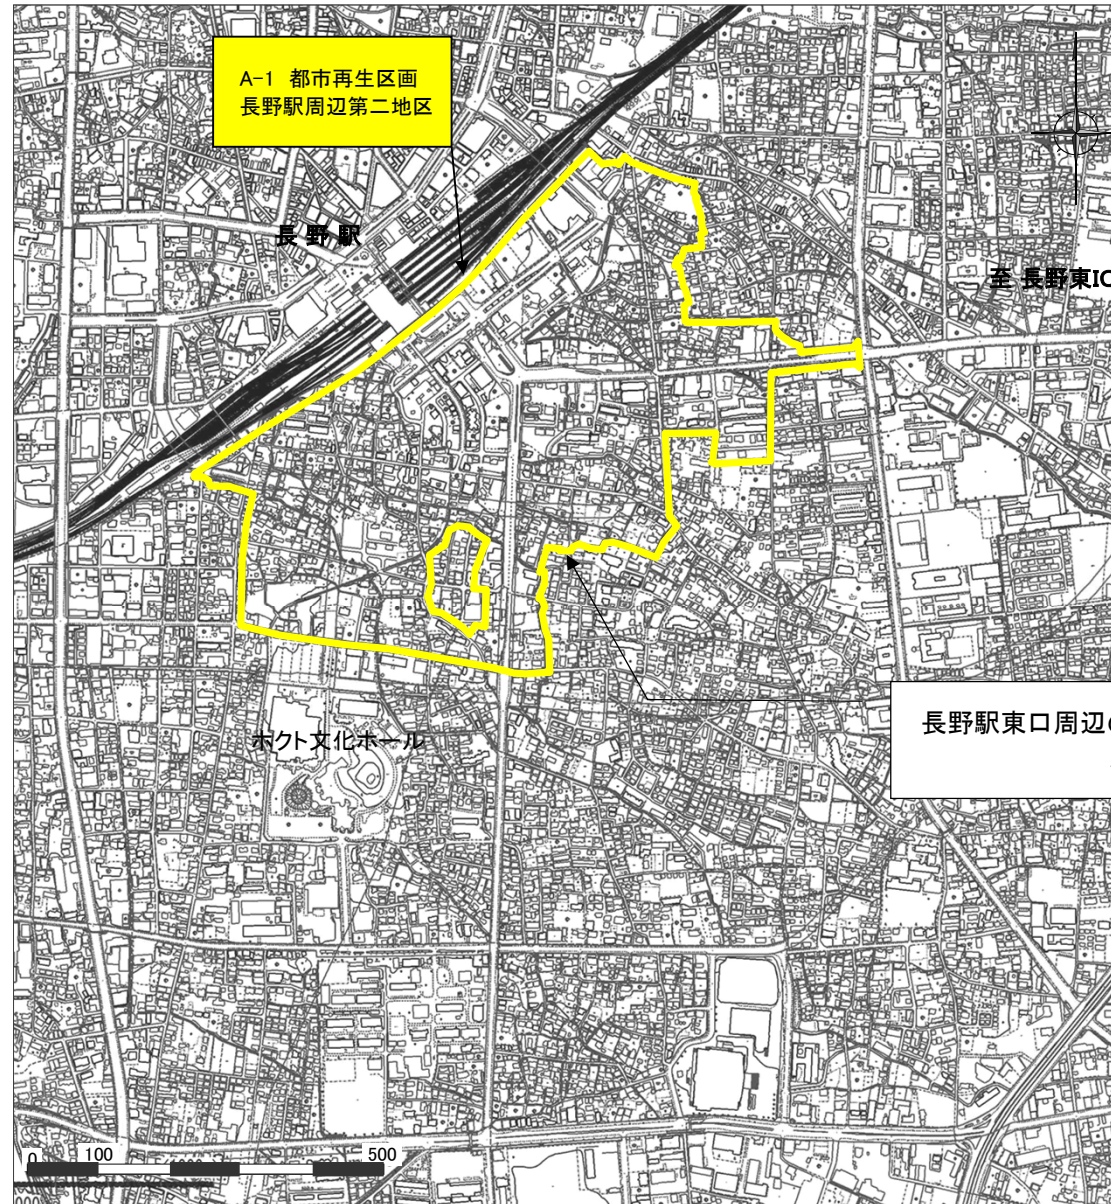 A-1 都市再生区画
長野駅周辺第二地区
長 野 駅
至 長野東IC
長野駅東口周辺
ホクト文化ホール
0 100 500